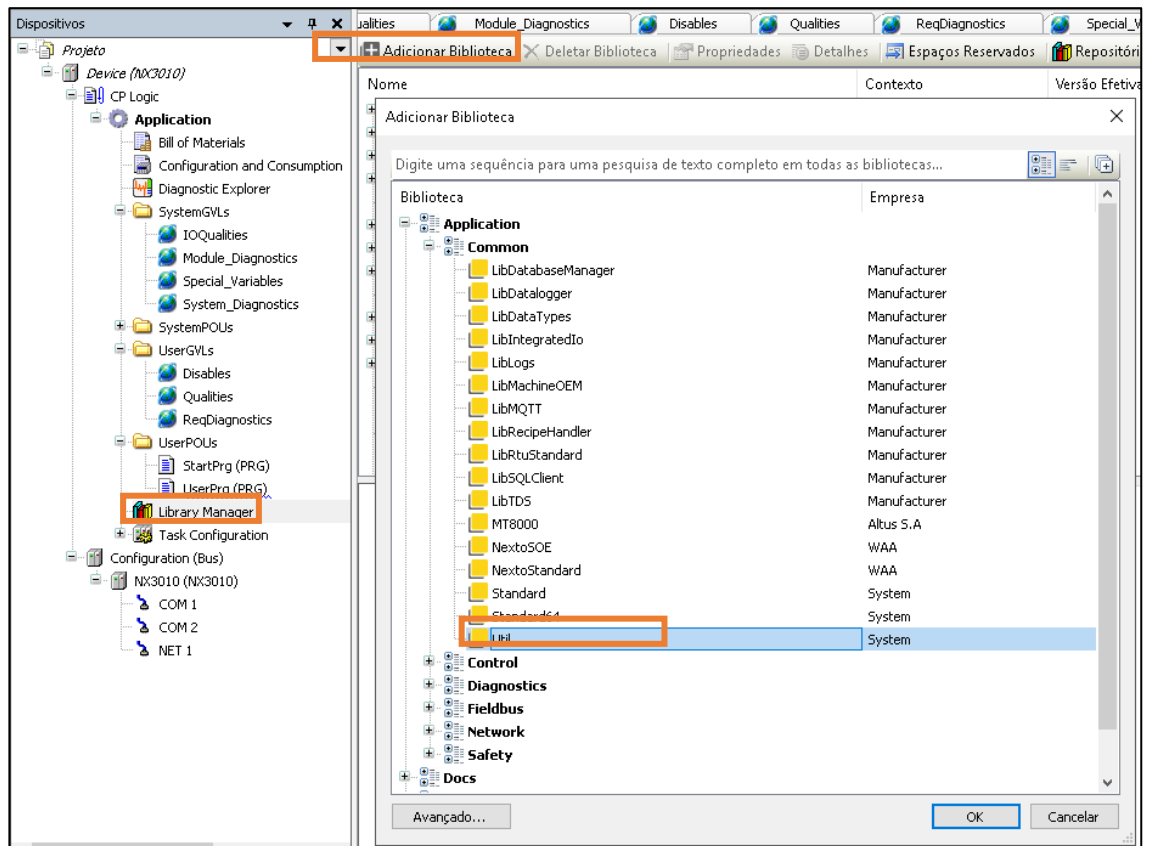 Dispositivos
Projeto
Device (NX3010)
CP Logic
Application
Bill of Materials
Configuration and Consumption
Diagnostic Explorer
SystemGVLs
IOQualities
Module_Diagnostics
Special_Variables
System_Diagnostics
SystemPOUs
UserGVLs
Disables
Qualities
ReqDiagnostics
UserPOUs
StartPrg (PRG)
UserPrg (PRG)
Library Manager
Task Configuration
Configuration (Bus)
NX3010 (NX3010)
COM 1
COM 2
NET 1
ualities Module_Diagnostics Disables Qualities ReqDiagnostics Special_V
Adicionar Biblioteca Deletar Biblioteca Propriedades Detalhes Espaços Reservados Repositóri
Nome Contexto Versão Efetiva
Adicionar Biblioteca
Digite uma sequência para uma pesquisa de texto completo em todas as bibliotecas...
Biblioteca Empresa
Application
Common
LibDatabaseManager Manufacturer
LibDatalogger Manufacturer
LibDataTypes Manufacturer
LibIntegratedIo Manufacturer
LibLogs Manufacturer
LibMachineOEM Manufacturer
LibMQTT Manufacturer
LibRecipeHandler Manufacturer
LibRtuStandard Manufacturer
LibSQLClient Manufacturer
LibTDS Manufacturer
MT8000 Altus S.A
NextoSOE WAA
NextoStandard WAA
Standard System
Standard64 System
Util System
Control
Diagnostics
Fieldbus
Network
Safety
Docs
Avançado... OK Cancelar